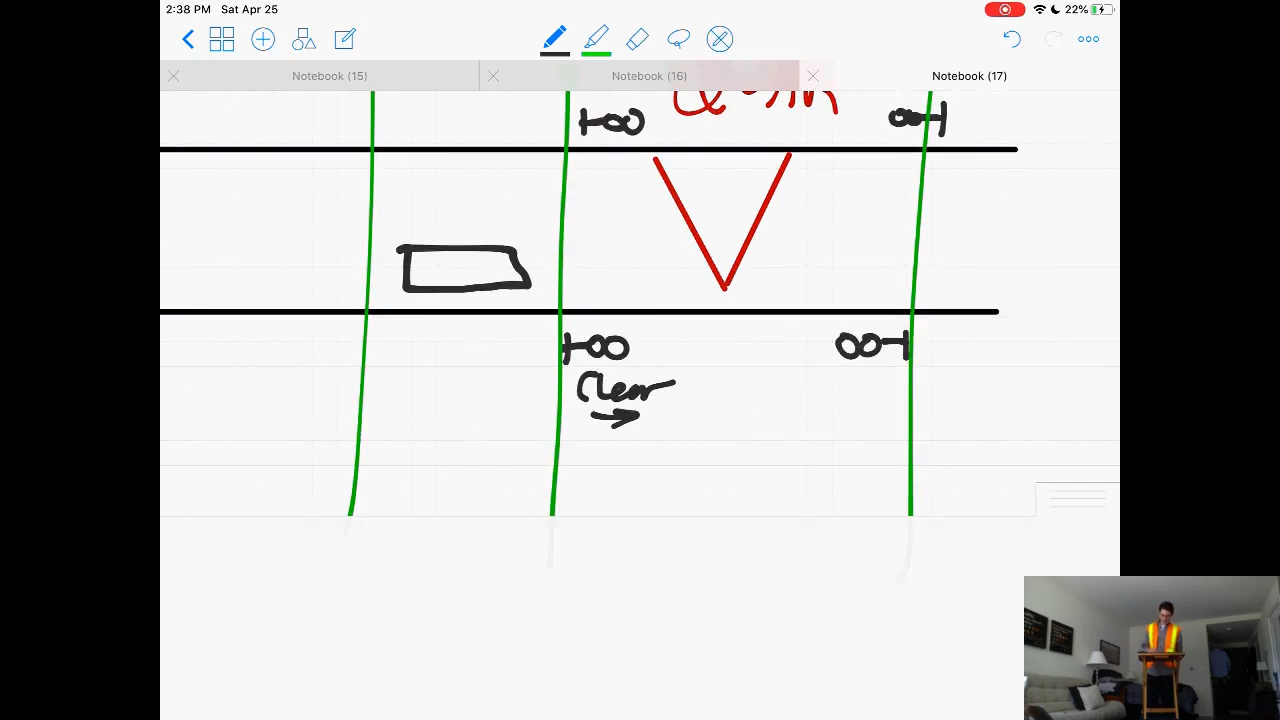 2:38 PM Sat Apr 25
22%
Notebook (15)
Notebook (16)
Notebook (17)
Clear